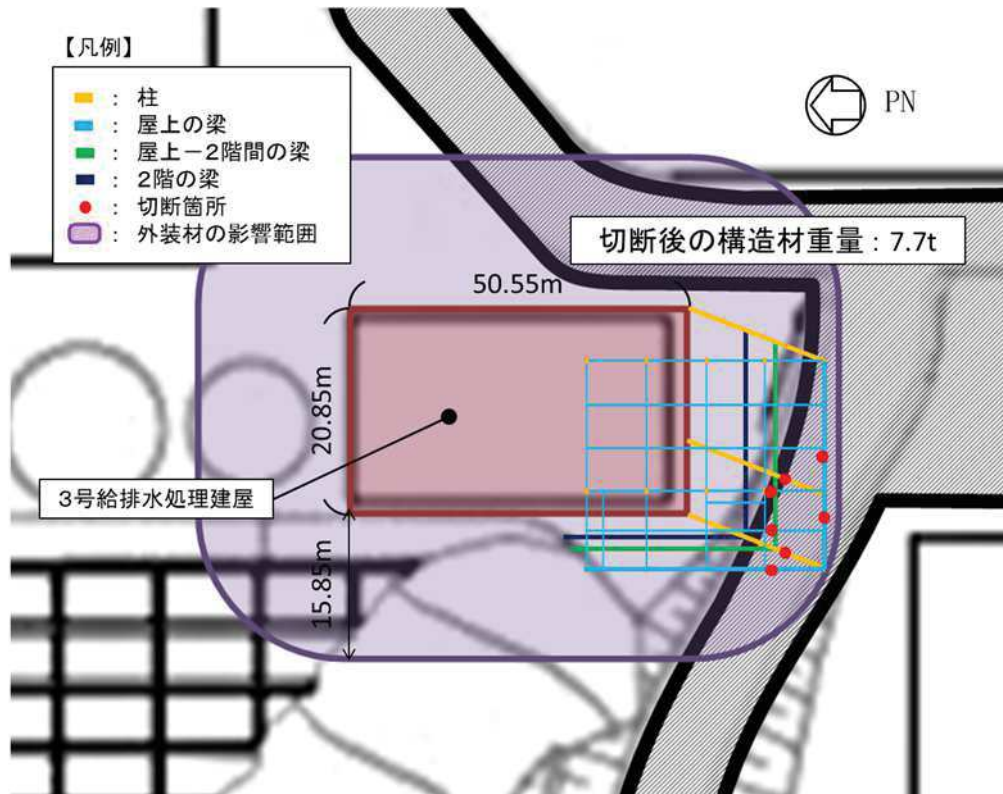 【凡例】
： 柱
： 屋上の梁
： 屋上－2階間の梁
： 2階の梁
： 切断箇所
： 外装材の影響範囲
PN
切断後の構造材重量：7.7t
50.55m
20.85m
3号給排水処理建屋
15.85m